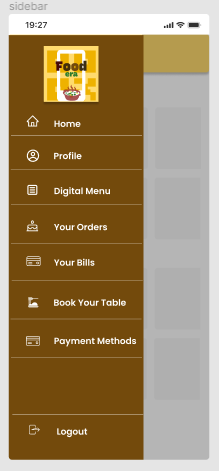 sidebar
19:27
Food
era
Home
Profile
Digital Menu
Your Orders
Your Bills
Book Your Table
Payment Methods
Logout